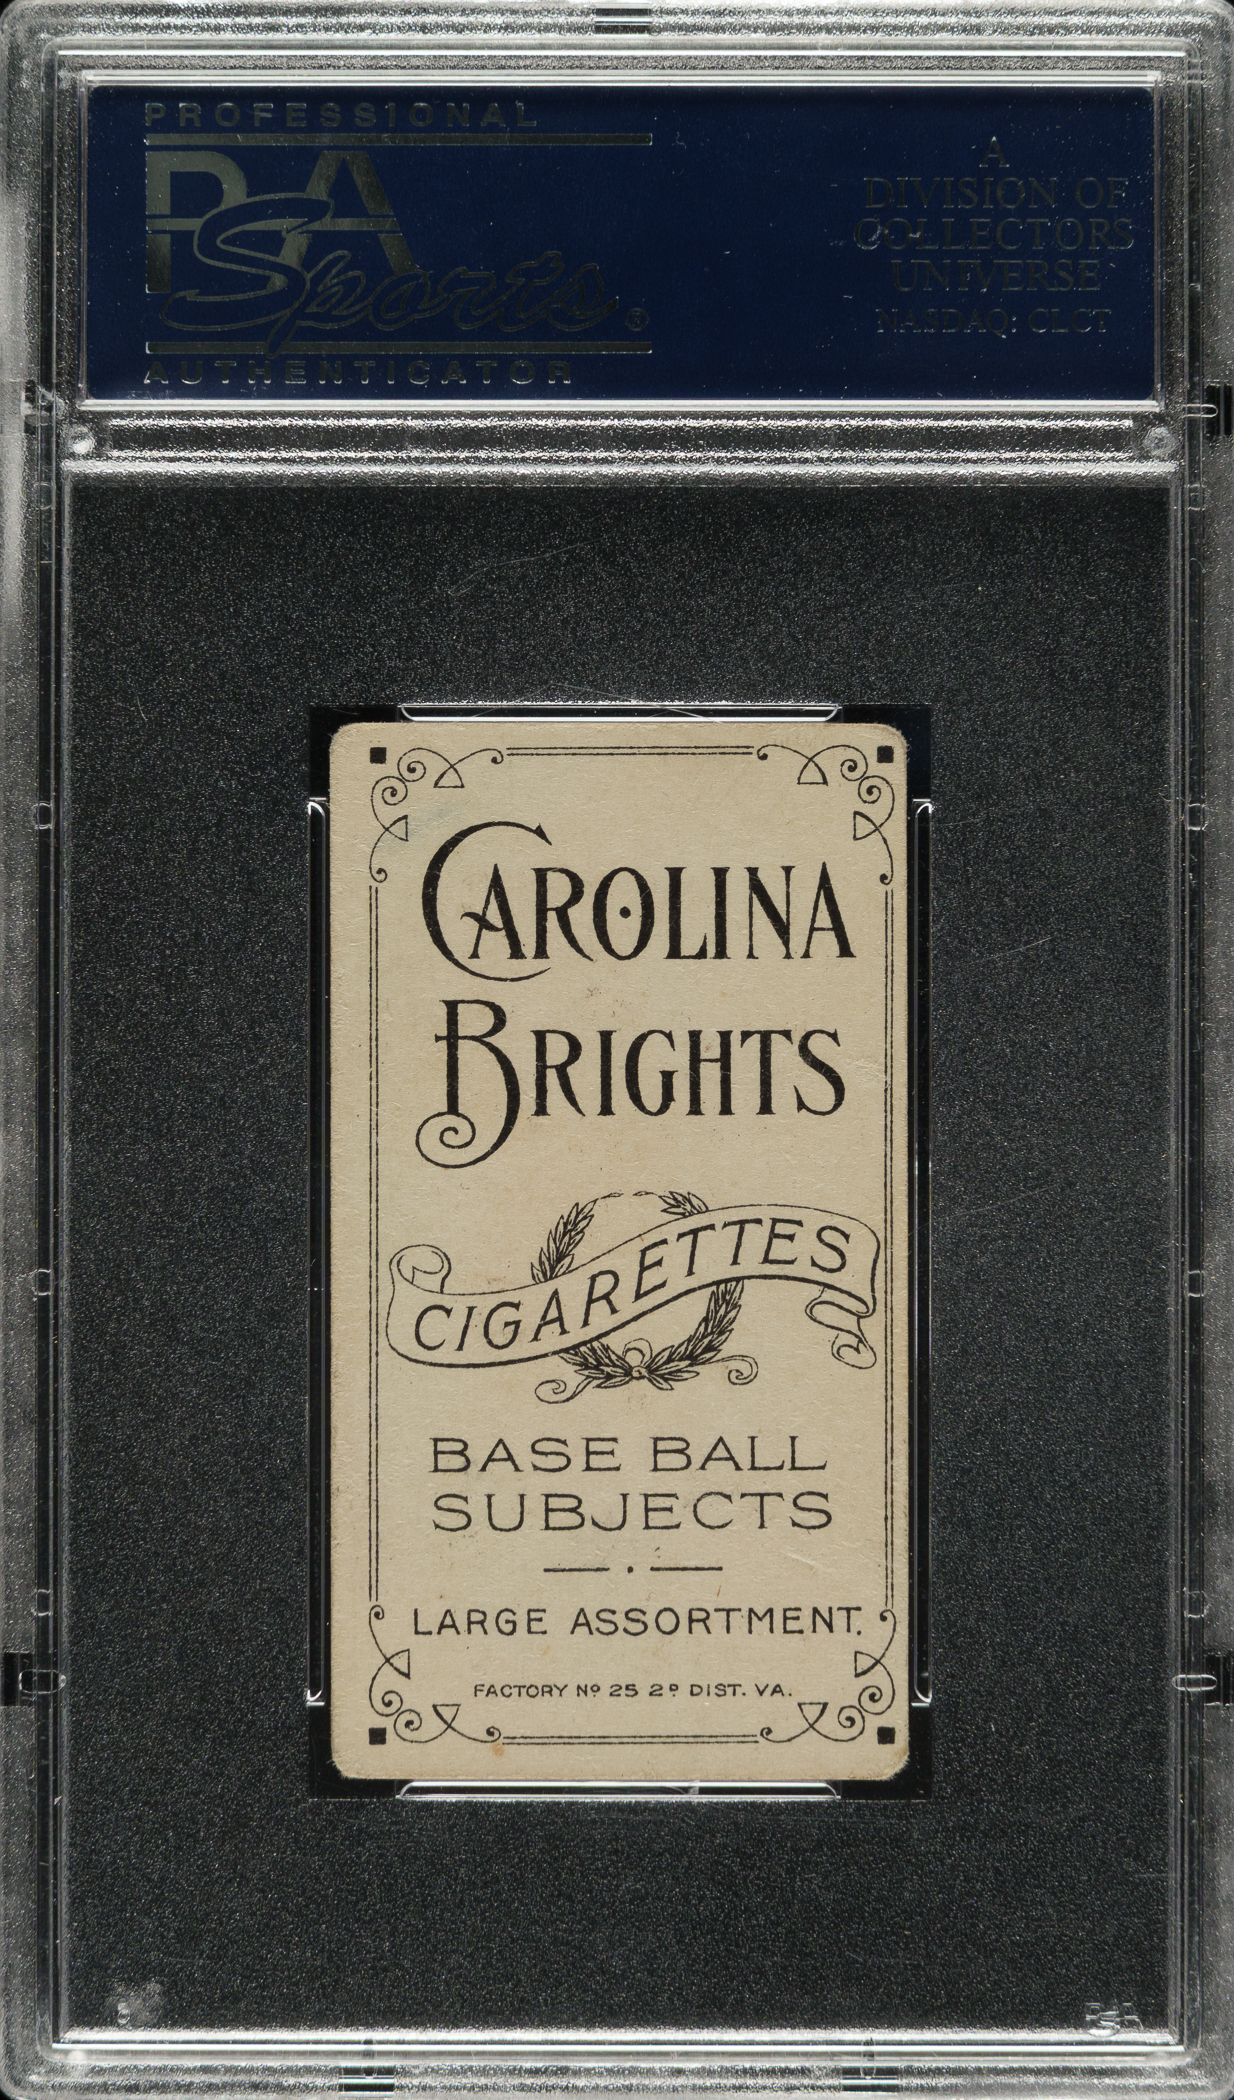 PROFESSIONAL
PSA
Sports®
AUTHENTICATOR
A
DIVISION OF
COLLECTORS
UNIVERSE
NASDAQ: CLCT
CAROLINA
BRIGHTS
CIGARETTES
BASE BALL
SUBJECTS
LARGE ASSORTMENT.
FACTORY Nº 25 2º DIST. VA.
PSA